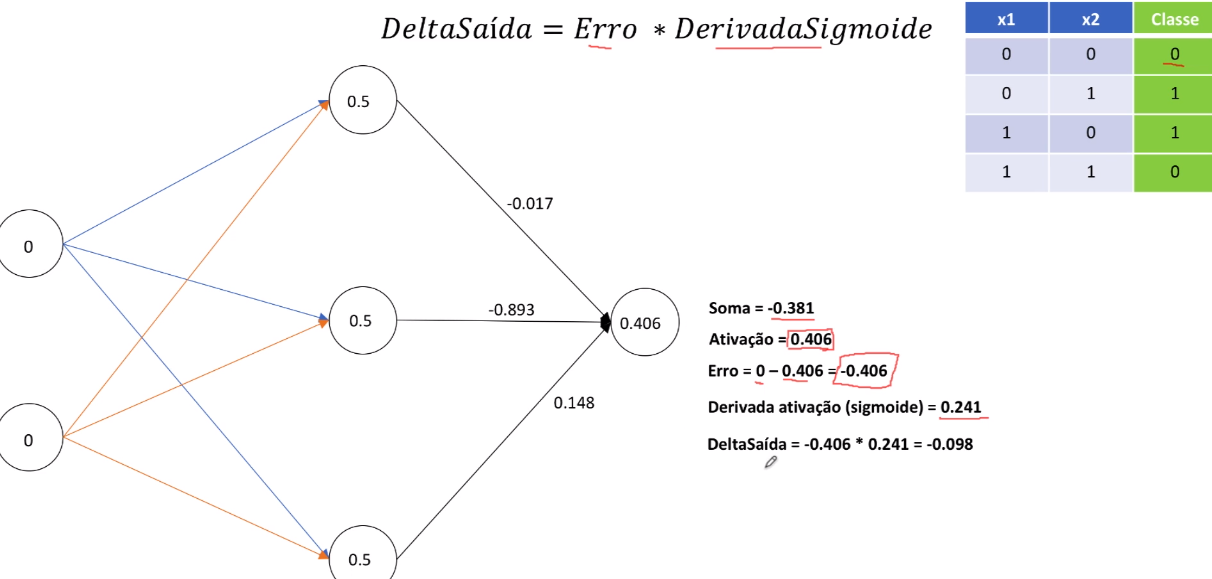 DeltaSaída = Erro * DerivadaSigmoide
x1 x2 Classe
0 0 0
0 1 1
1 0 1
1 1 0
0.5
-0.017
0
0.5
-0.893
0.406
Soma = -0.381
Ativação = 0.406
Erro = 0 – 0.406 = -0.406
Derivada ativação (sigmoide) = 0.241
DeltaSaída = -0.406 * 0.241 = -0.098
0.148
0
0.5